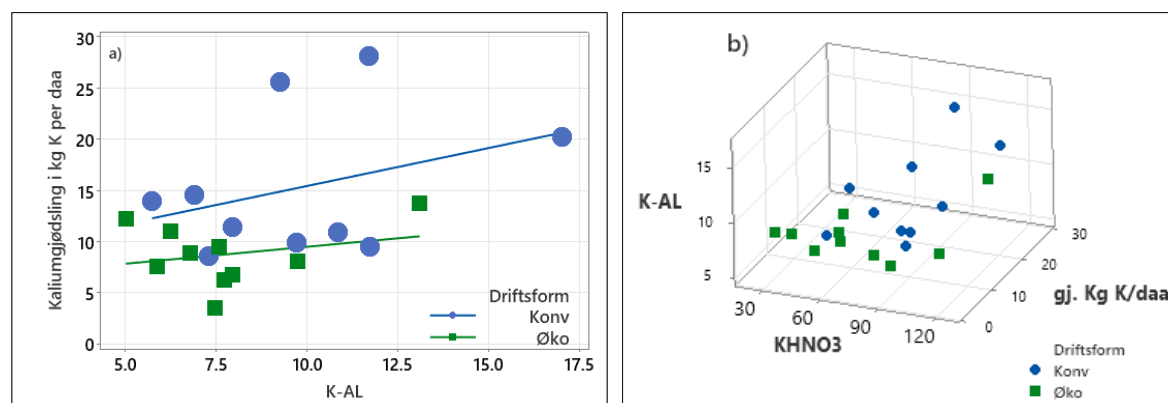 a)
Kaliumgjødsling i kg K per daa
30
25
20
15
10
5
0
5.0 7.5 10.0 12.5 15.0 17.5
K-AL
Driftsform
Konv
Øko
b)
K-AL
15
10
5
30 60 90 120
KHNO3
0
10
20
30
gj. Kg K/daa
Driftsform
Konv
Øko